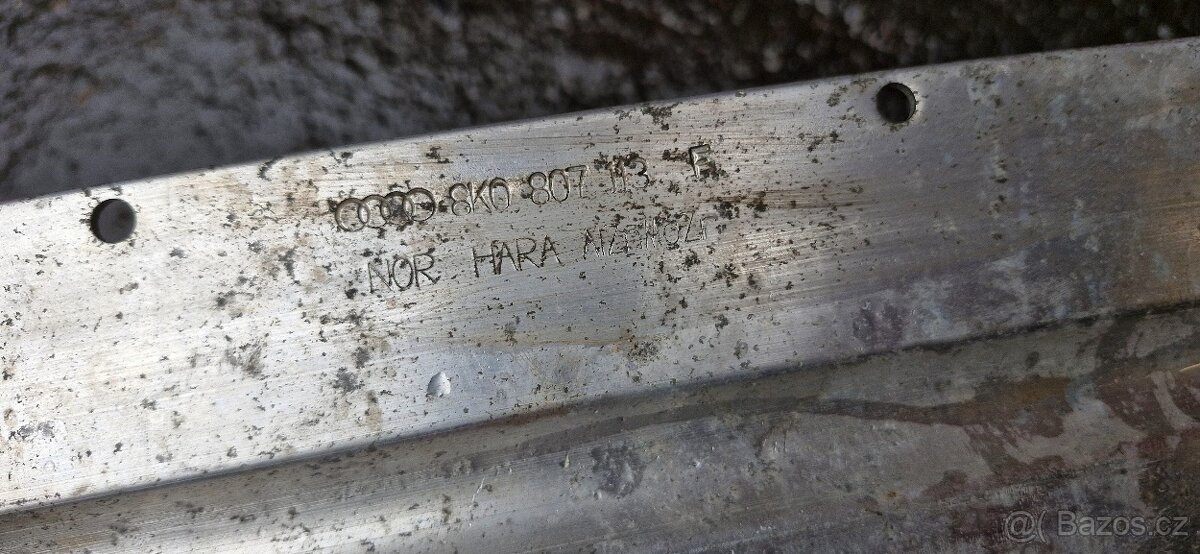 8K0 807 113 F
NOR HARA
@( Bazos.cz